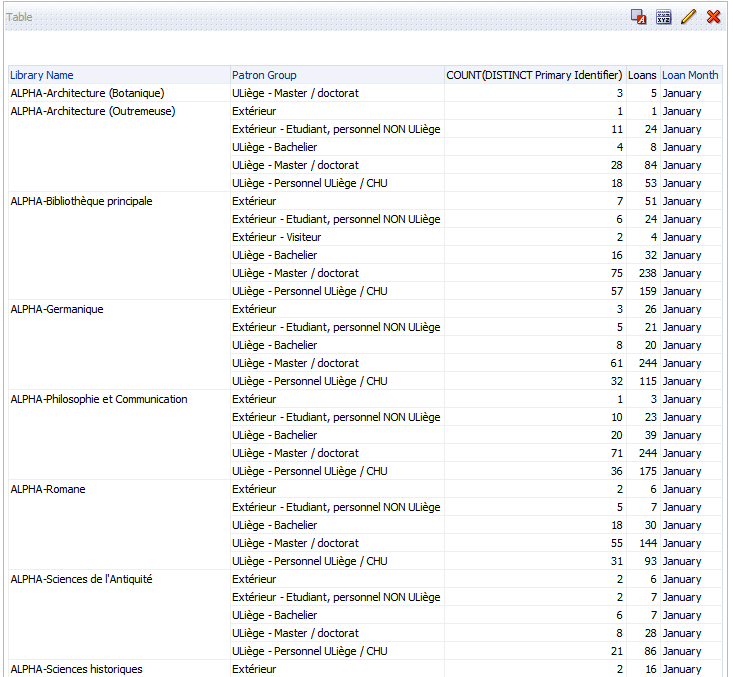 Table
Library Name Patron Group COUNT(DISTINCT Primary Identifier) Loans Loan Month
ALPHA-Architecture (Botanique) ULiège - Master / doctorat 3 5 January
ALPHA-Architecture (Outremeuse) Extérieur 1 1 January
Extérieur - Etudiant, personnel NON ULiège 11 24 January
ULiège - Bachelier 4 8 January
ULiège - Master / doctorat 28 84 January
ULiège - Personnel ULiège / CHU 18 53 January
ALPHA-Bibliothèque principale Extérieur 7 51 January
Extérieur - Etudiant, personnel NON ULiège 6 24 January
Extérieur - Visiteur 2 4 January
ULiège - Bachelier 16 32 January
ULiège - Master / doctorat 75 238 January
ULiège - Personnel ULiège / CHU 57 159 January
ALPHA-Germanique Extérieur 3 26 January
Extérieur - Etudiant, personnel NON ULiège 5 21 January
ULiège - Bachelier 8 20 January
ULiège - Master / doctorat 61 244 January
ULiège - Personnel ULiège / CHU 32 115 January
ALPHA-Philosophie et Communication Extérieur 1 3 January
Extérieur - Etudiant, personnel NON ULiège 10 23 January
ULiège - Bachelier 20 39 January
ULiège - Master / doctorat 71 244 January
ULiège - Personnel ULiège / CHU 36 175 January
ALPHA-Romane Extérieur 2 6 January
Extérieur - Etudiant, personnel NON ULiège 5 7 January
ULiège - Bachelier 18 30 January
ULiège - Master / doctorat 55 144 January
ULiège - Personnel ULiège / CHU 31 93 January
ALPHA-Sciences de l'Antiquité Extérieur 2 6 January
Extérieur - Etudiant, personnel NON ULiège 2 7 January
ULiège - Bachelier 6 7 January
ULiège - Master / doctorat 8 28 January
ULiège - Personnel ULiège / CHU 21 86 January
ALPHA-Sciences historiques Extérieur 2 16 January